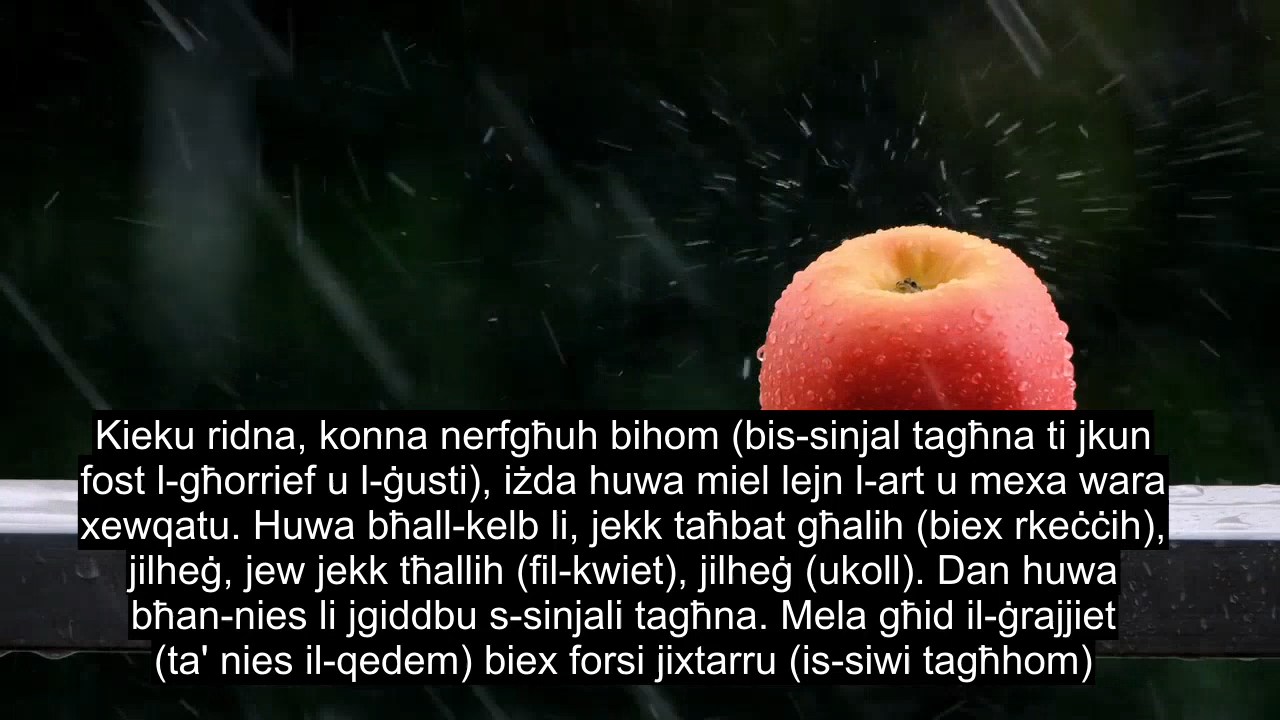 Kieku ridna, konna nerfgħuh bihom (bis-sinjal tagħna ti jkun
fost l-għorrief u l-ġusti), iżda huwa miel lejn l-art u mexa wara
xewqatu. Huwa bħall-kelb li, jekk taħbat għalih (biex rkeċċih),
jilheġ, jew jekk tħallih (fil-kwiet), jilheġ (ukoll). Dan huwa
bħan-nies li jgiddbu s-sinjali tagħna. Mela għid il-ġrajjiet
(ta' nies il-qedem) biex forsi jixtarru (is-siwi tagħhom)